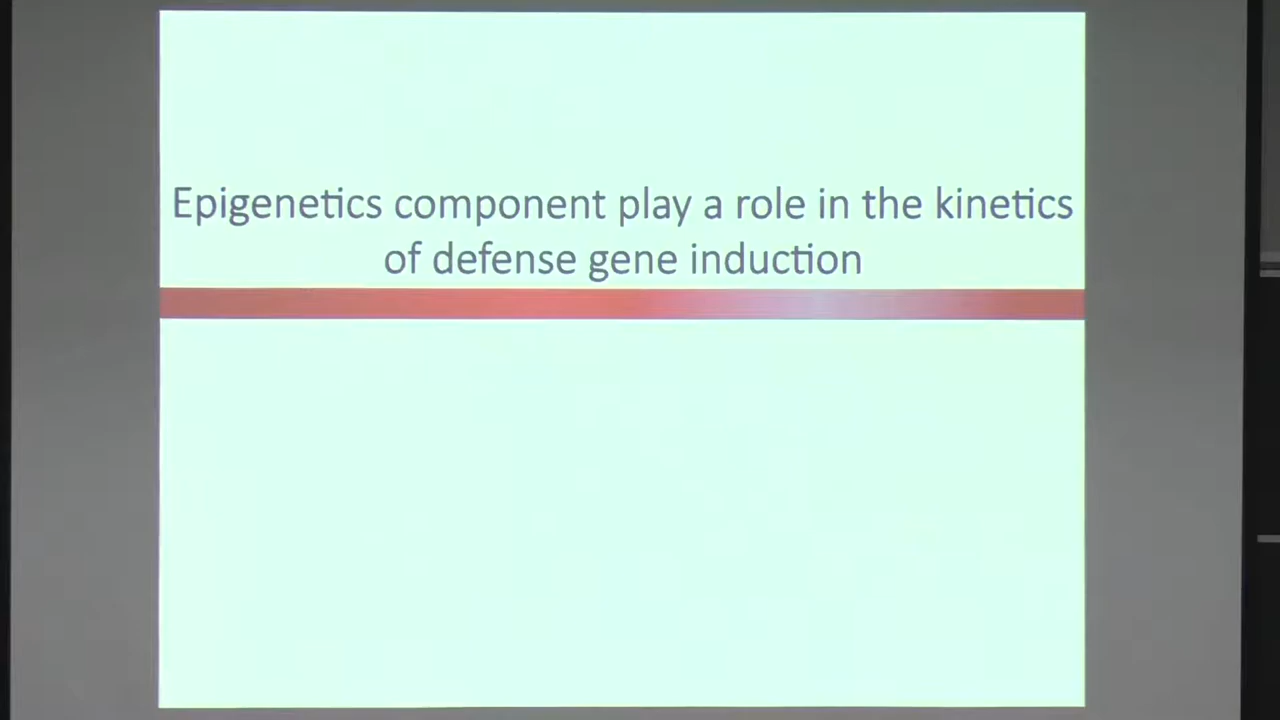 Epigenetics component play a role in the kinetics
of defense gene induction